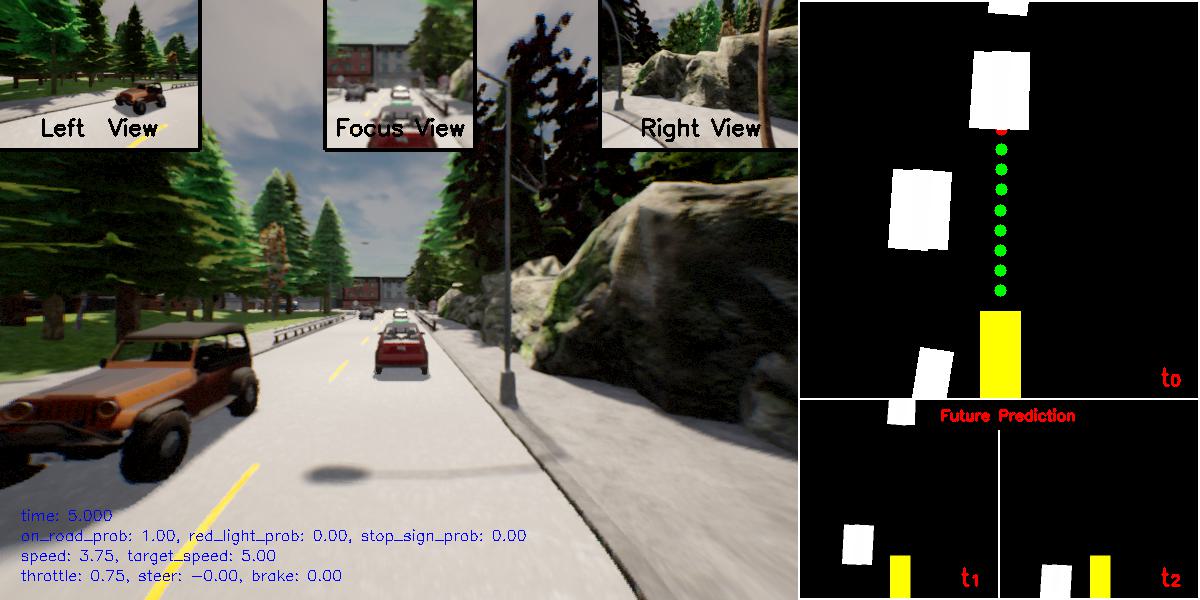 Left View
Focus View
Right View
time: 5.000
on_road_prob: 1.00, red_light_prob: 0.00, stop_sign_prob: 0.00
speed: 3.75, target_speed: 5.00
throttle: 0.75, steer: −0.00, brake: 0.00
t0
Future Prediction
t1
t2